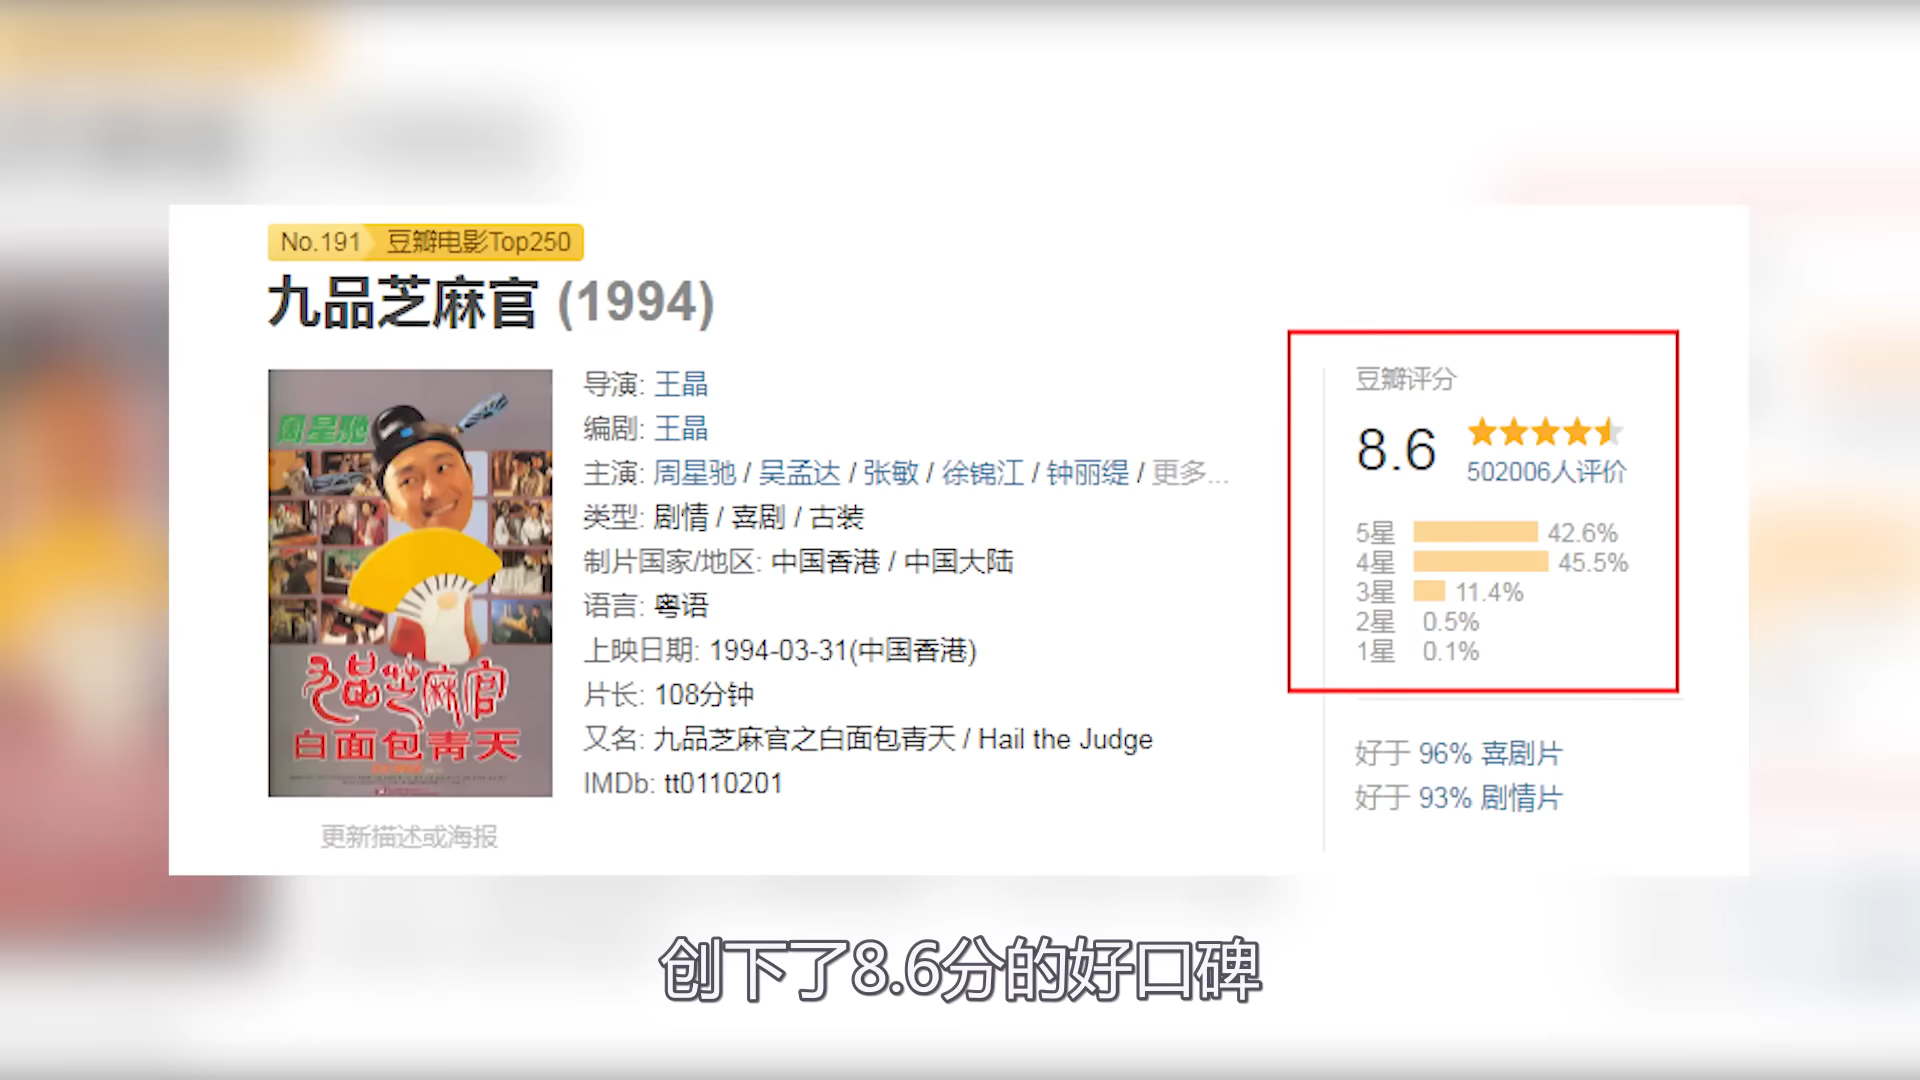 No.191 豆瓣电影Top250
九品芝麻官 (1994)
周星驰
九品芝麻官
白面包青天
更新描述或海报
导演: 王晶
编剧: 王晶
主演: 周星驰 / 吴孟达 / 张敏 / 徐锦江 / 钟丽缇 / 更多...
类型: 剧情 / 喜剧 / 古装
制片国家/地区: 中国香港 / 中国大陆
语言: 粤语
上映日期: 1994-03-31(中国香港)
片长: 108分钟
又名: 九品芝麻官之白面包青天 / Hail the Judge
IMDb: tt0110201
豆瓣评分
8.6
502006人评价
5星 42.6%
4星 45.5%
3星 11.4%
2星 0.5%
1星 0.1%
好于 96% 喜剧片
好于 93% 剧情片
创下了8.6分的好口碑